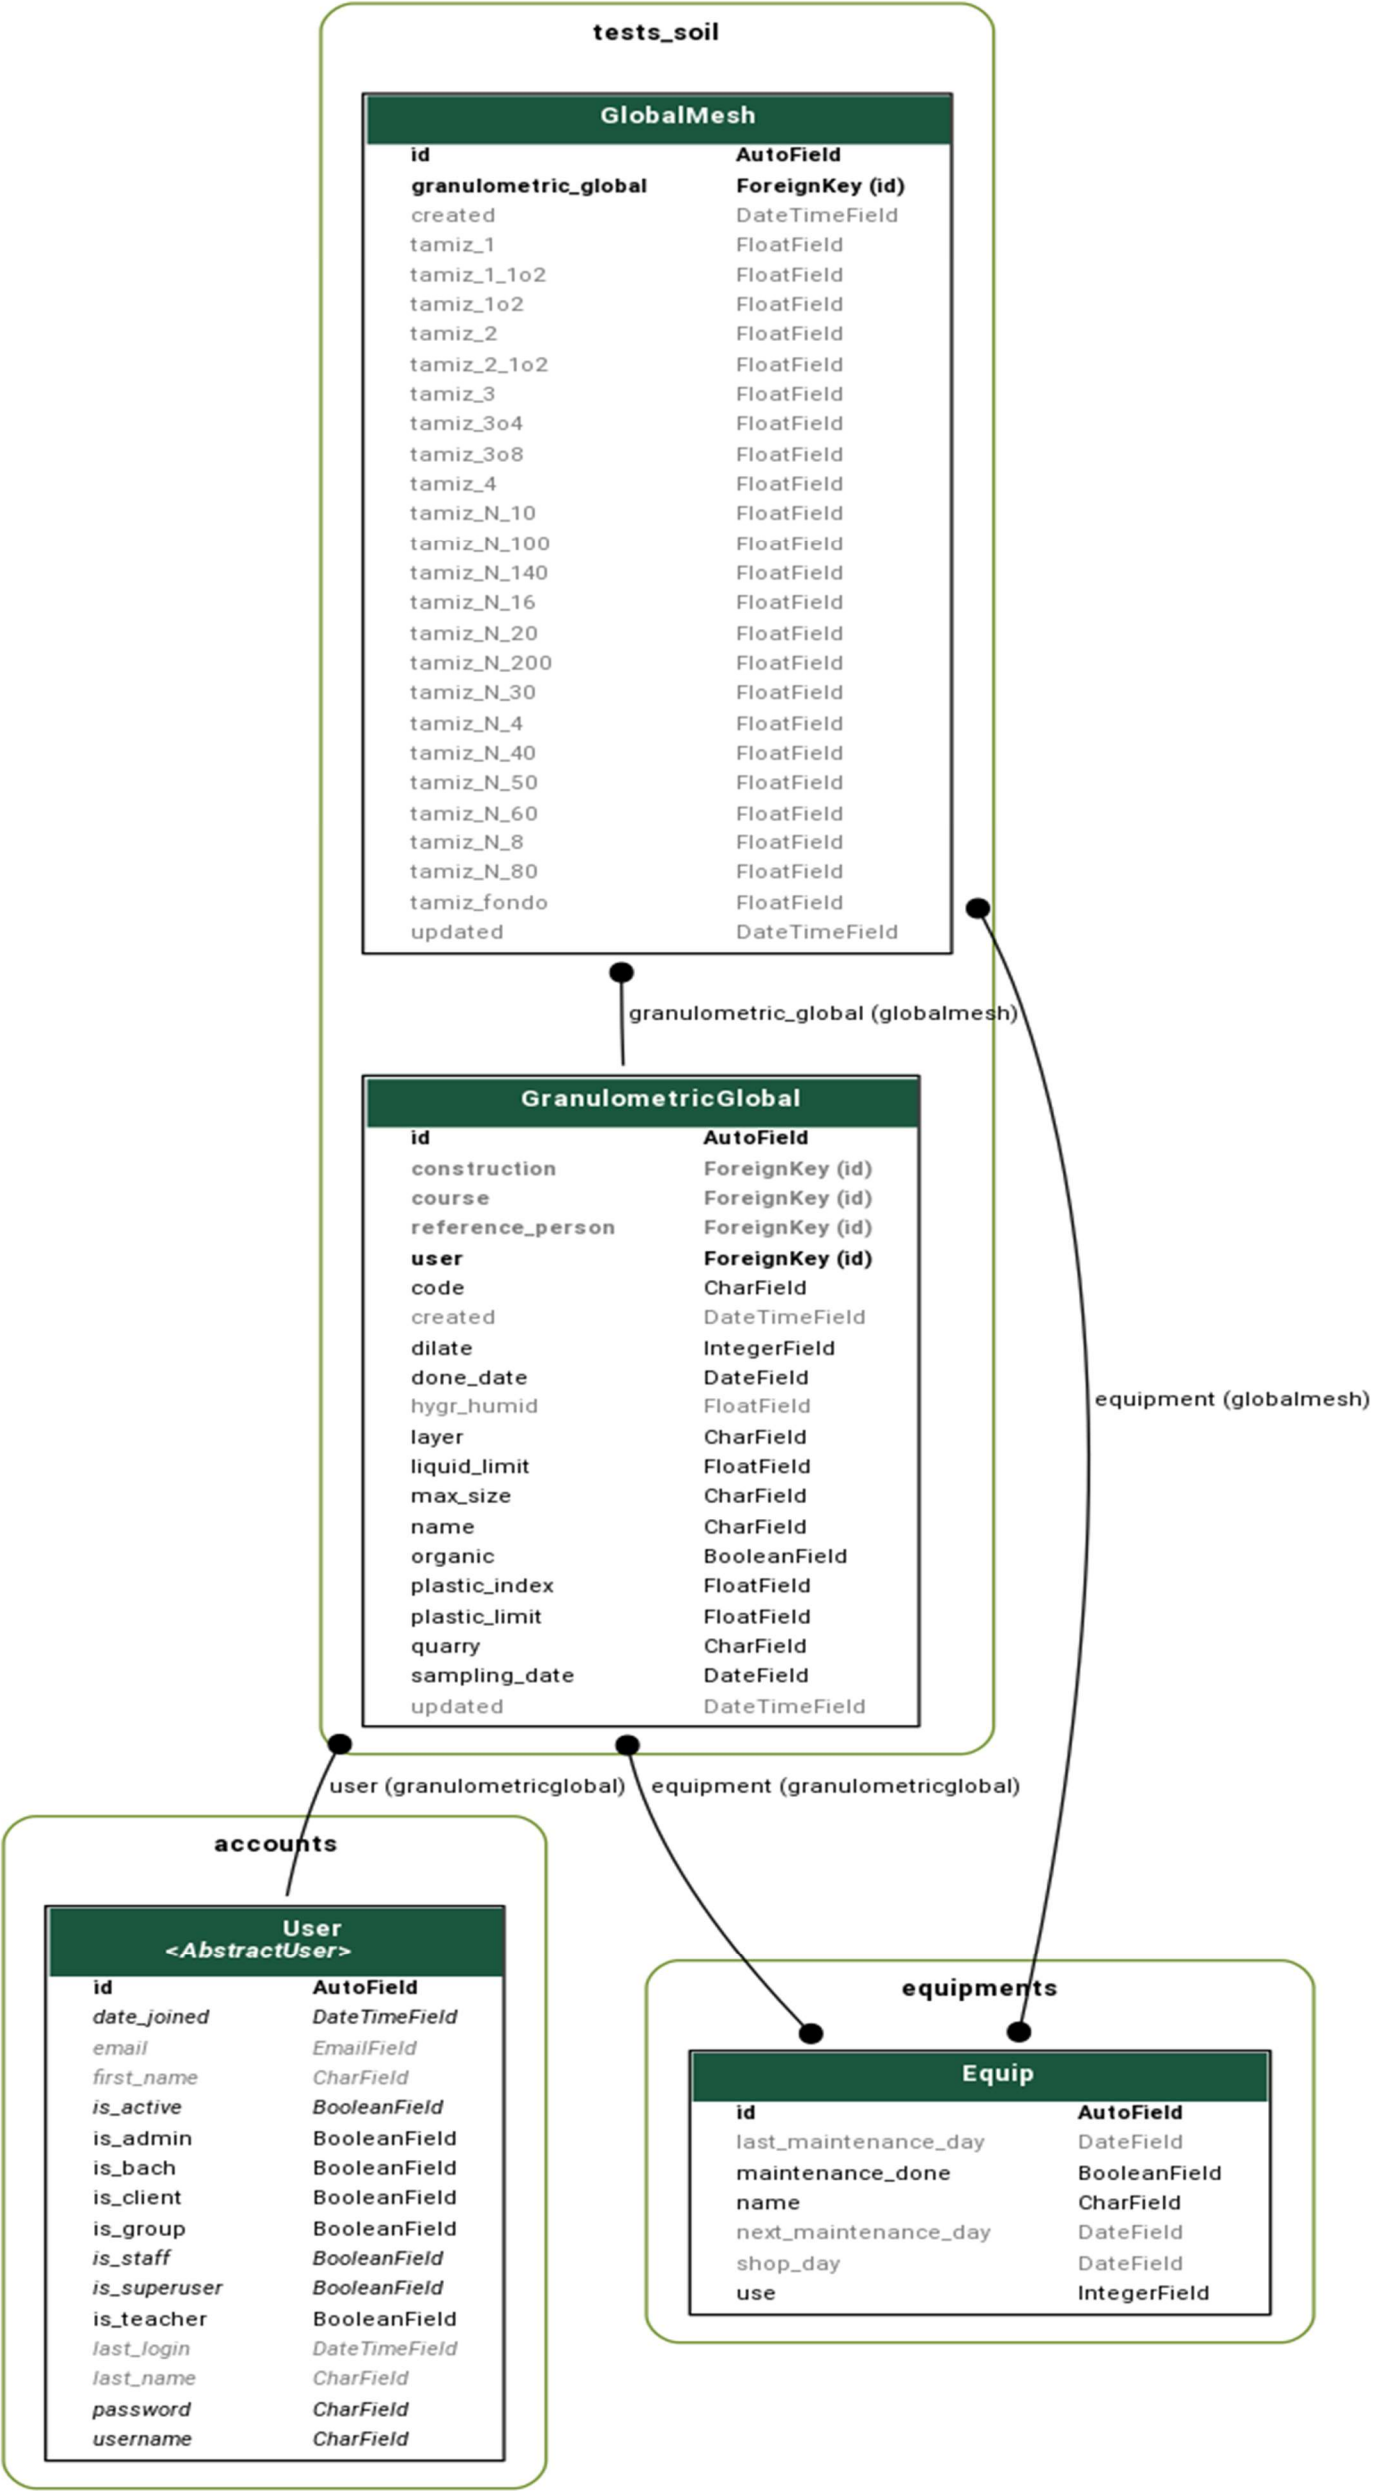 tests_soil
GlobalMesh
id AutoField
granulometric_global ForeignKey (id)
created DateTimeField
tamiz_1 FloatField
tamiz_1_1o2 FloatField
tamiz_1o2 FloatField
tamiz_2 FloatField
tamiz_2_1o2 FloatField
tamiz_3 FloatField
tamiz_3o4 FloatField
tamiz_3o8 FloatField
tamiz_4 FloatField
tamiz_N_10 FloatField
tamiz_N_100 FloatField
tamiz_N_140 FloatField
tamiz_N_16 FloatField
tamiz_N_20 FloatField
tamiz_N_200 FloatField
tamiz_N_30 FloatField
tamiz_N_4 FloatField
tamiz_N_40 FloatField
tamiz_N_50 FloatField
tamiz_N_60 FloatField
tamiz_N_8 FloatField
tamiz_N_80 FloatField
tamiz_fondo FloatField
updated DateTimeField
granulometric_global (globalmesh)
GranulometricGlobal
id AutoField
construction ForeignKey (id)
course ForeignKey (id)
reference_person ForeignKey (id)
user ForeignKey (id)
code CharField
created DateTimeField
dilate IntegerField
done_date DateField
hygr_humid FloatField
layer CharField
liquid_limit FloatField
max_size CharField
name CharField
organic BooleanField
plastic_index FloatField
plastic_limit FloatField
quarry CharField
sampling_date DateField
updated DateTimeField
equipment (globalmesh)
user (granulometricglobal)
equipment (granulometricglobal)
accounts
User
<AbstractUser>
id AutoField
date_joined DateTimeField
email EmailField
first_name CharField
is_active BooleanField
is_admin BooleanField
is_bach BooleanField
is_client BooleanField
is_group BooleanField
is_staff BooleanField
is_superuser BooleanField
is_teacher BooleanField
last_login DateTimeField
last_name CharField
password CharField
username CharField
equipments
Equip
id AutoField
last_maintenance_day DateField
maintenance_done BooleanField
name CharField
next_maintenance_day DateField
shop_day DateField
use IntegerField